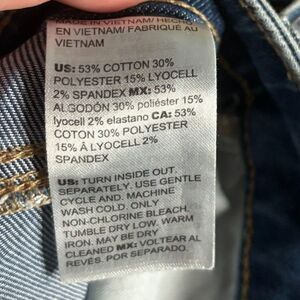 MADE IN VIETNAM/ HECHO
EN VIETNAM/ FABRIQUÉ AU
VIETNAM
US: 53% COTTON 30%
POLYESTER 15% LYOCELL
2% SPANDEX MX: 53%
ALGODÓN 30% poliéster 15%
lyocell 2% elastano CA: 53%
COTON 30% POLYESTER
15% Â LYOCELL 2%
SPANDEX
US: TURN INSIDE OUT.
SEPARATELY. USE GENTLE
CYCLE AND. MACHINE
WASH COLD. ONLY
NON-CHLORINE BLEACH.
TUMBLE DRY LOW. WARM
IRON. MAY BE DRY
CLEANED MX: VOLTEAR AL
REVÉS. POR SEPARADO.